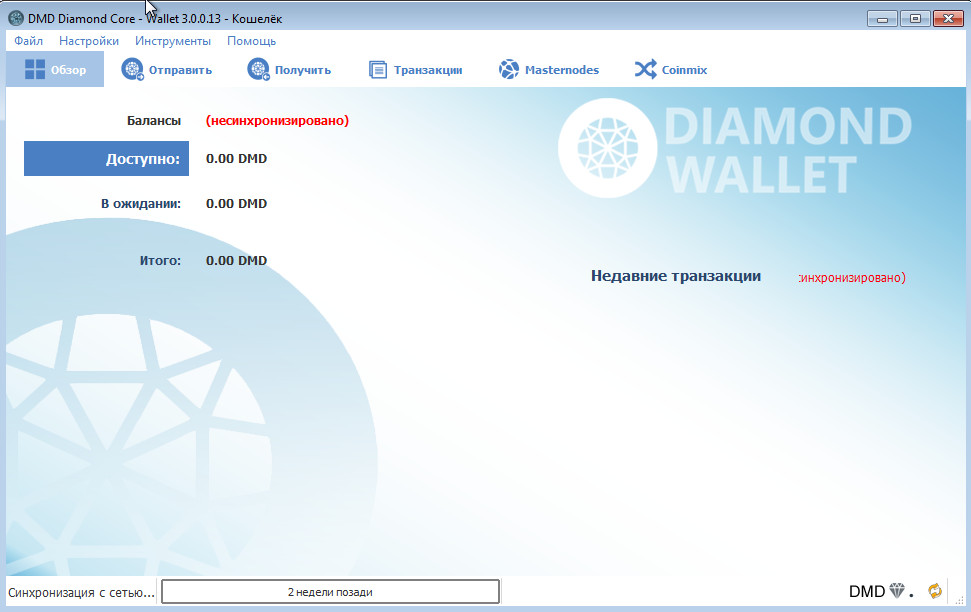 DMD Diamond Core - Wallet 3.0.0.13 - Кошелёк
Файл Настройки Инструменты Помощь
Обзор Отправить Получить Транзакции Masternodes Coinmix
Балансы (несинхронизировано)
DIAMOND
WALLET
Доступно: 0.00 DMD
В ожидании: 0.00 DMD
Итого: 0.00 DMD
Недавние транзакции синхронизировано)
Синхронизация с сетью... 2 недели позади DMD